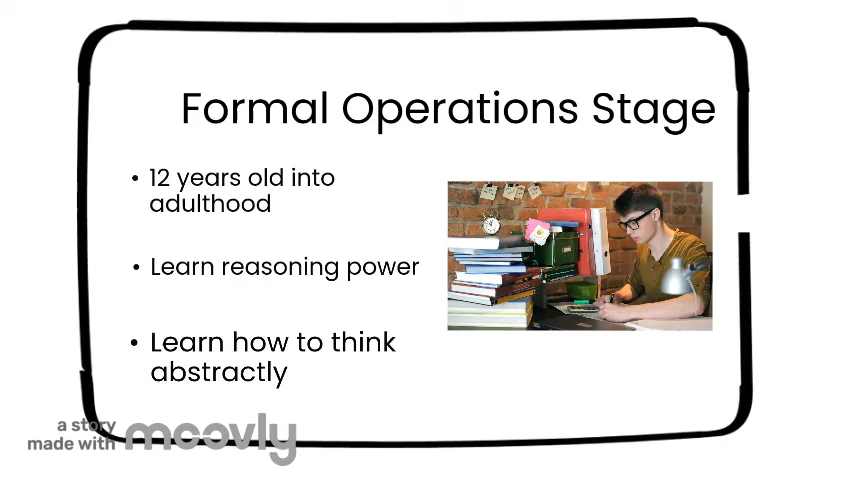 Formal Operations Stage
• 12 years old into
adulthood
• Learn reasoning power
• Learn how to think
abstractly
a story
made with moovly